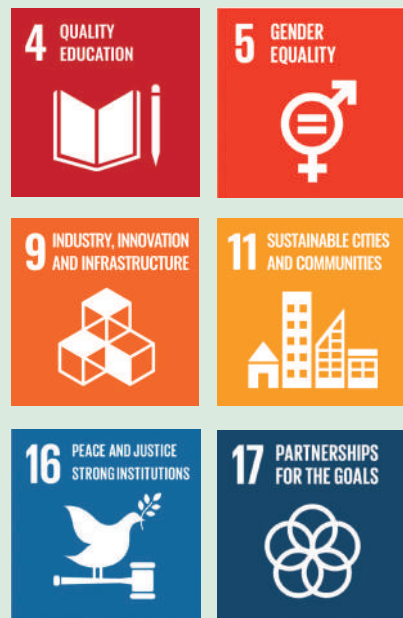 4 QUALITY
EDUCATION
5 GENDER
EQUALITY
9 INDUSTRY, INNOVATION
AND INFRASTRUCTURE
11 SUSTAINABLE CITIES
AND COMMUNITIES
16 PEACE AND JUSTICE
STRONG INSTITUTIONS
17 PARTNERSHIPS
FOR THE GOALS